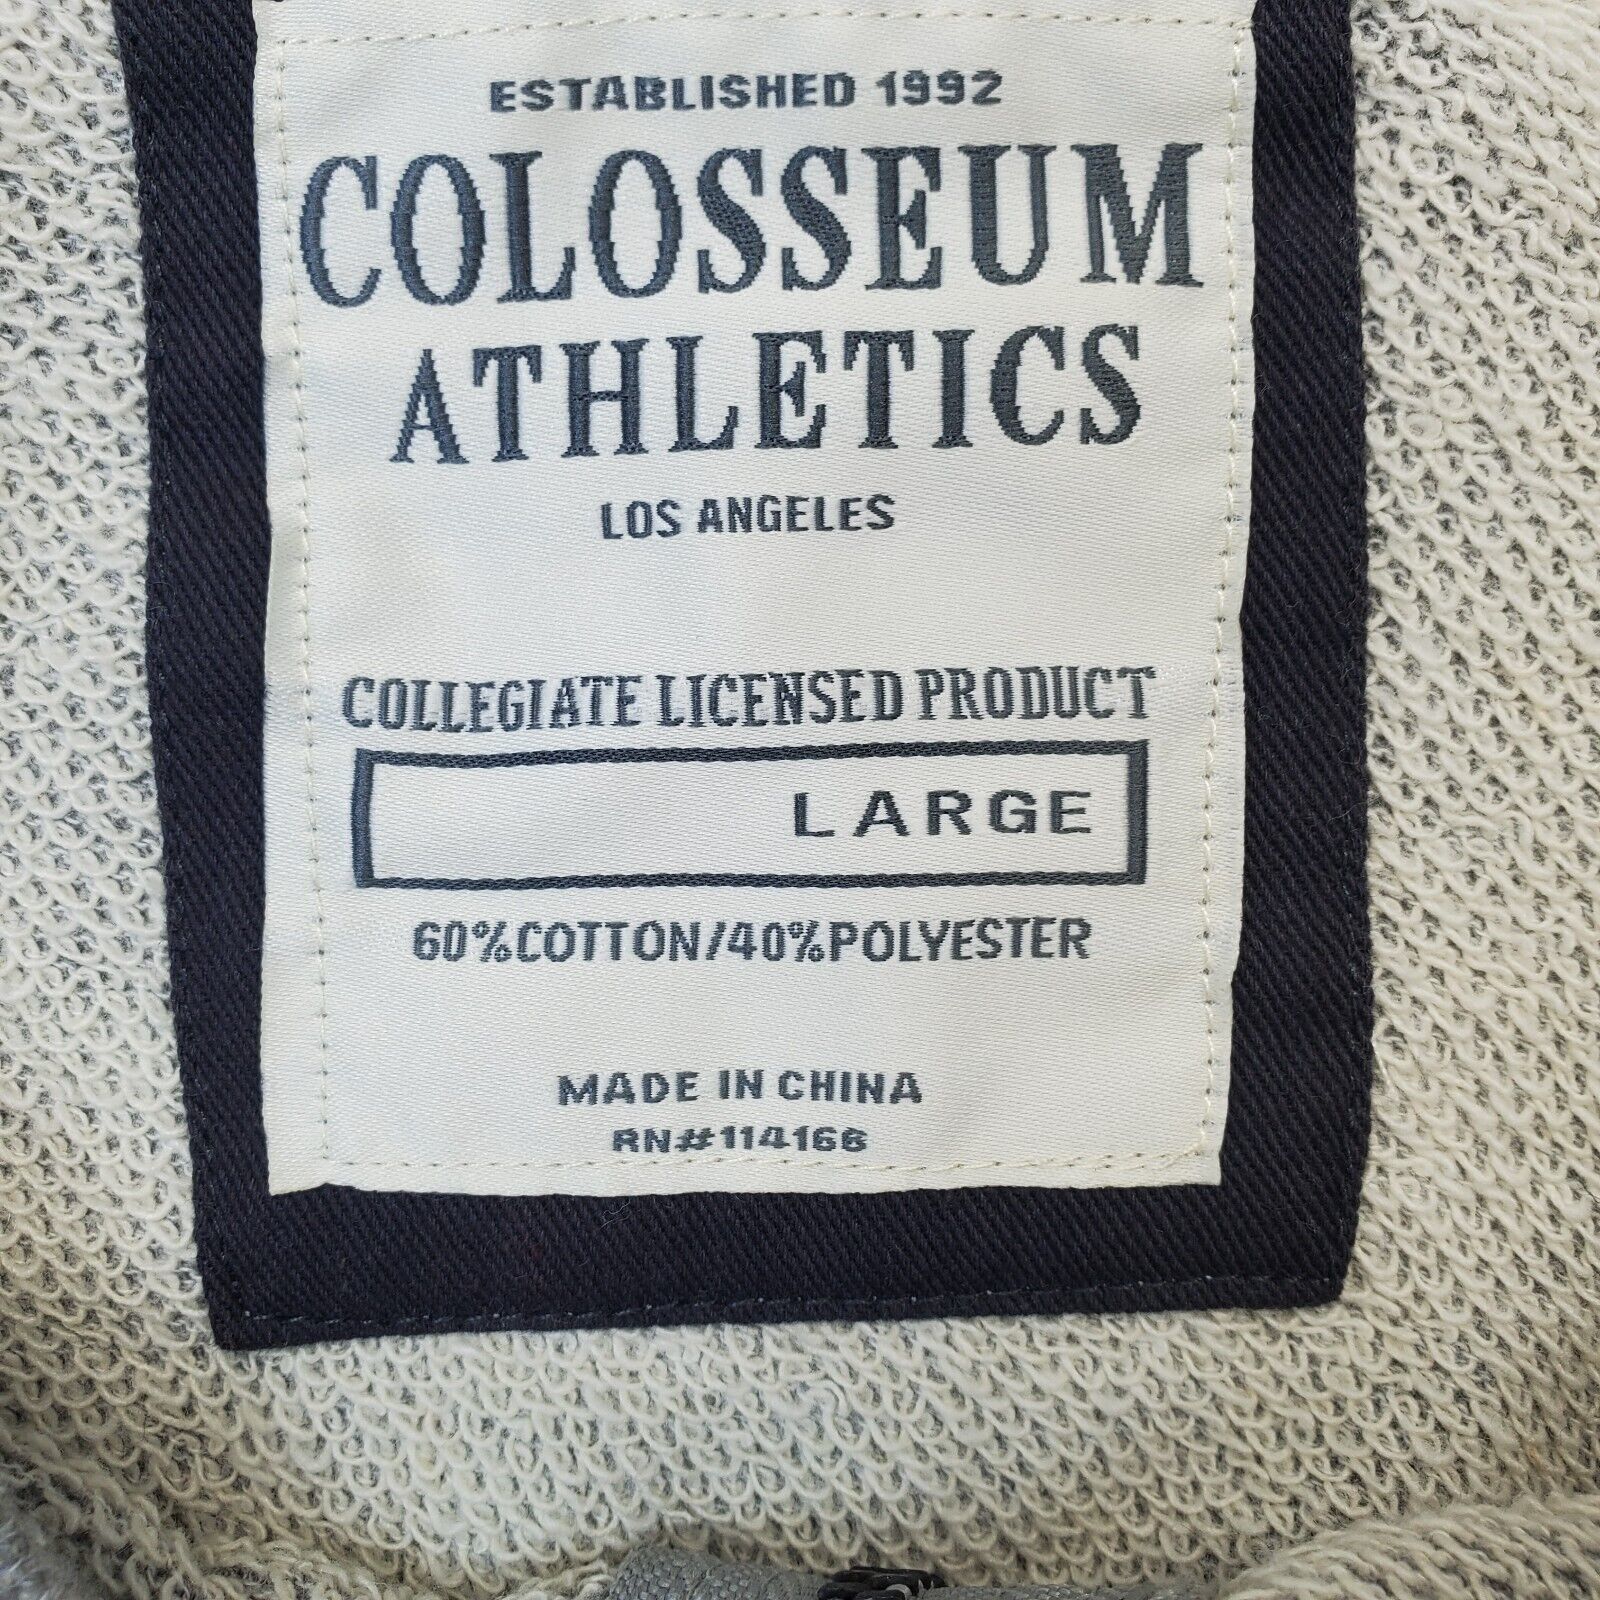 ESTABLISHED 1992
COLOSSEUM
ATHLETICS
LOS ANGELES
COLLEGIATE LICENSED PRODUCT
LARGE
60%COTTON/40%POLYESTER
MADE IN CHINA
RN#114166